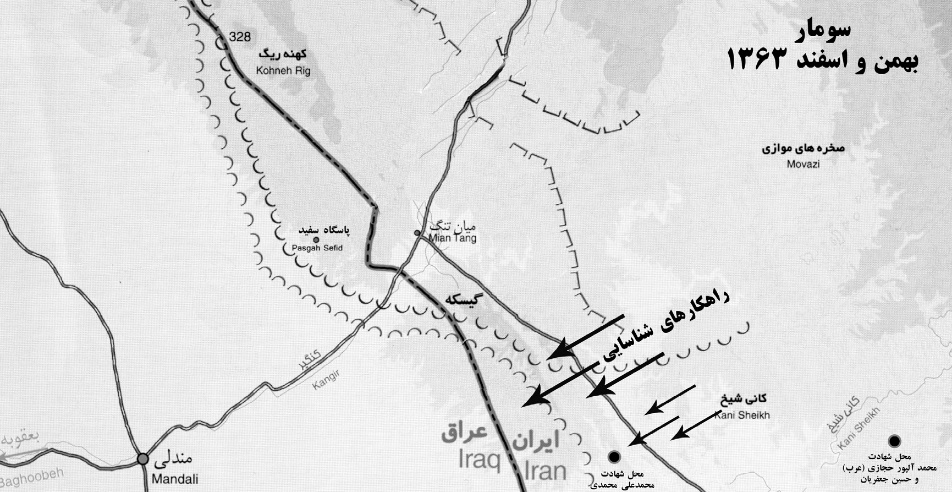 سومار
بهمن و اسفند ۱۳۶۳
328
کهنه ریگ
Kohneh Rig
صخره های موازی
Movazi
پاسگاه سفید
Pasgah Sefid
میان تنگ
Mian Tang
گیسکه
راهکارهای شناسایی
کنگیر
Kangir
کانی شیخ
Kani Sheikh
کانی شیخ
Kani Sheikh
عراق
Iraq
ایران
Iran
بعقوبه
Baghoobeh
مندلی
Mandali
محل شهادت
محمدعلی محمدی
محل شهادت
محمد آلپور حجازی (عرب)
و حسین جعفریان